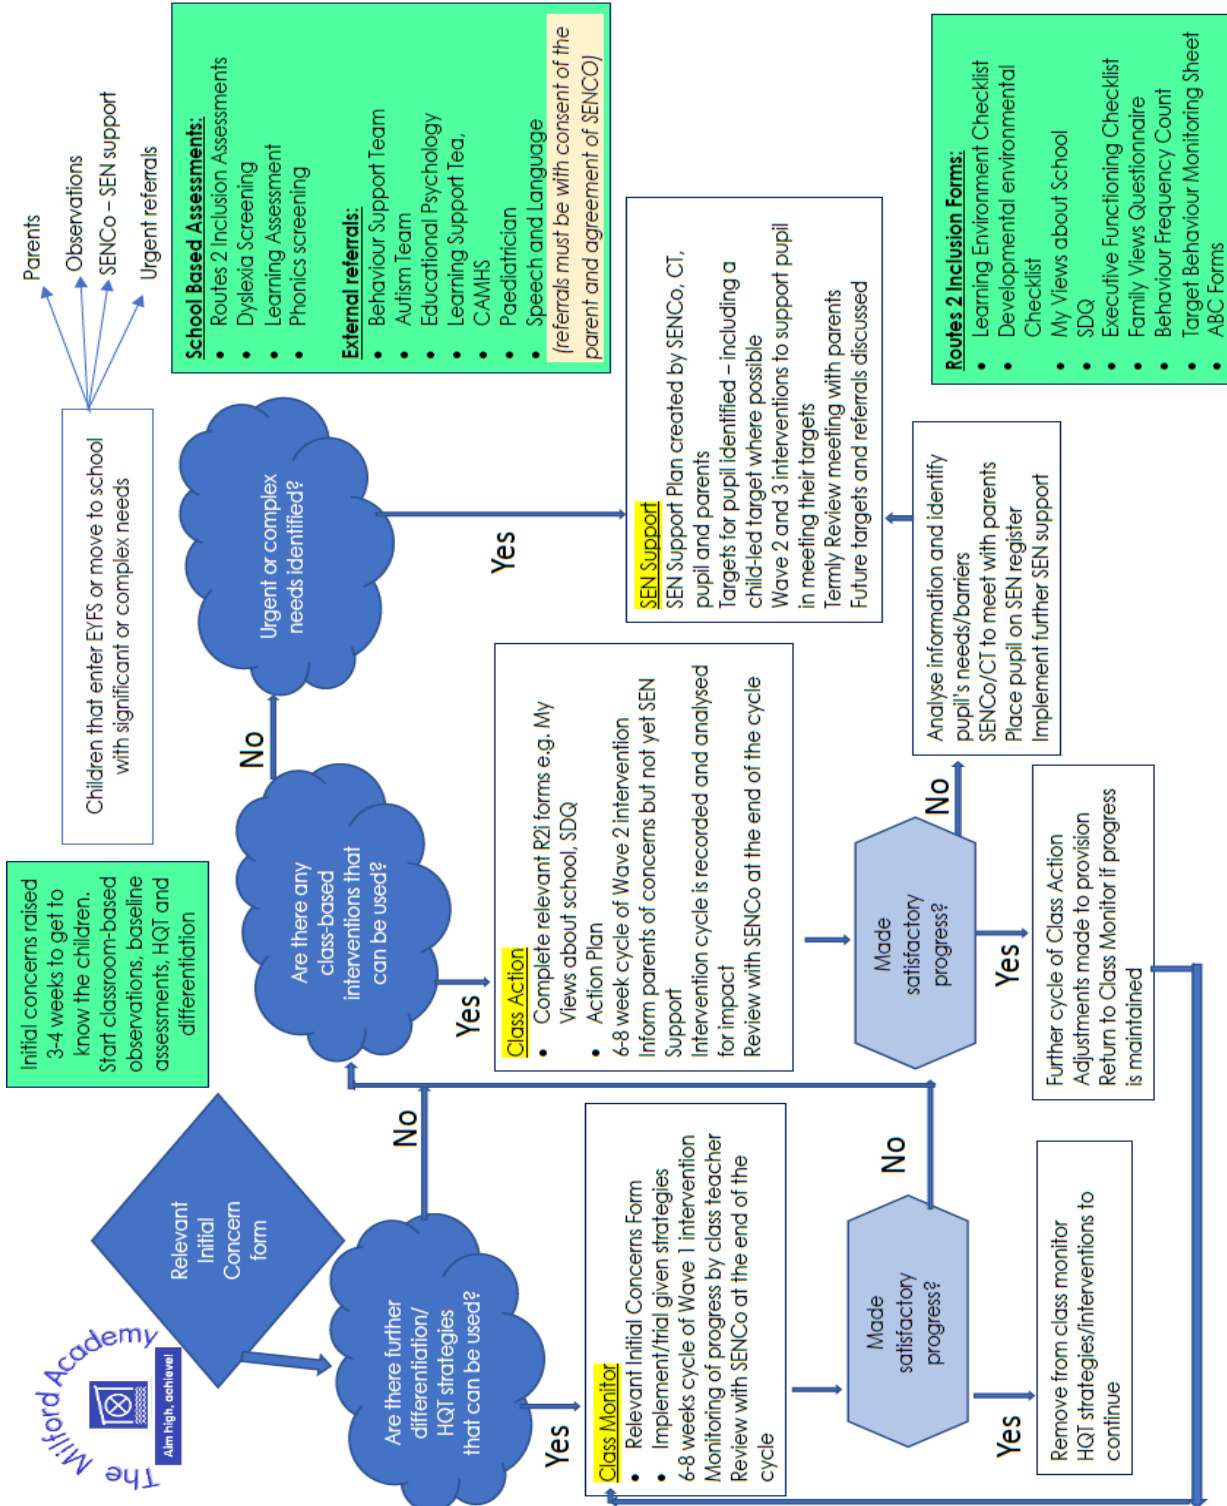 The Milford Academy
Aim high, achieve!
Relevant
Initial
Concern
form
Initial concerns raised
3-4 weeks to get to
know the children.
Start classroom-based
observations, baseline
assessments, HQT and
differentiation
Children that enter EYFS or move to school
with significant or complex needs
Parents
Observations
SENCo – SEN support
Urgent referrals
Are there further
differentiation/
HQT strategies
that can be used?
No
Yes
Are there any
class-based
interventions that
can be used?
No
Yes
Urgent or complex
needs identified?
Yes
School Based Assessments:
• Routes 2 Inclusion Assessments
• Dyslexia Screening
• Learning Assessment
• Phonics screening
External referrals:
• Behaviour Support Team
• Autism Team
• Educational Psychology
• Learning Support Tea,
• CAMHS
• Paediatrician
• Speech and Language
(referrals must be with consent of the
parent and agreement of SENCO)
Class Monitor
• Relevant Initial Concerns Form
• Implement/trial given strategies
6-8 weeks cycle of Wave 1 intervention
Monitoring of progress by class teacher
Review with SENCo at the end of the
cycle
Class Action
• Complete relevant R2i forms e.g. My
Views about school, SDQ
• Action Plan
6-8 week cycle of Wave 2 intervention
Inform parents of concerns but not yet SEN
Support
Intervention cycle is recorded and analysed
for impact
Review with SENCo at the end of the cycle
SEN Support
SEN Support Plan created by SENCo, CT,
pupil and parents
Targets for pupil identified – including a
child-led target where possible
Wave 2 and 3 interventions to support pupil
in meeting their targets
Termly Review meeting with parents
Future targets and referrals discussed
Made
satisfactory
progress?
No
Yes
Made
satisfactory
progress?
No
Yes
Analyse information and identify
pupil's needs/barriers
SENCo/CT to meet with parents
Place pupil on SEN register
Implement further SEN support
Remove from class monitor
HQT strategies/interventions to
continue
Further cycle of Class Action
Adjustments made to provision
Return to Class Monitor if progress
is maintained
Routes 2 Inclusion Forms:
• Learning Environment Checklist
• Developmental environmental
Checklist
• My Views about School
• SDQ
• Executive Functioning Checklist
• Family Views Questionnaire
• Behaviour Frequency Count
• Target Behaviour Monitoring Sheet
• ABC Forms